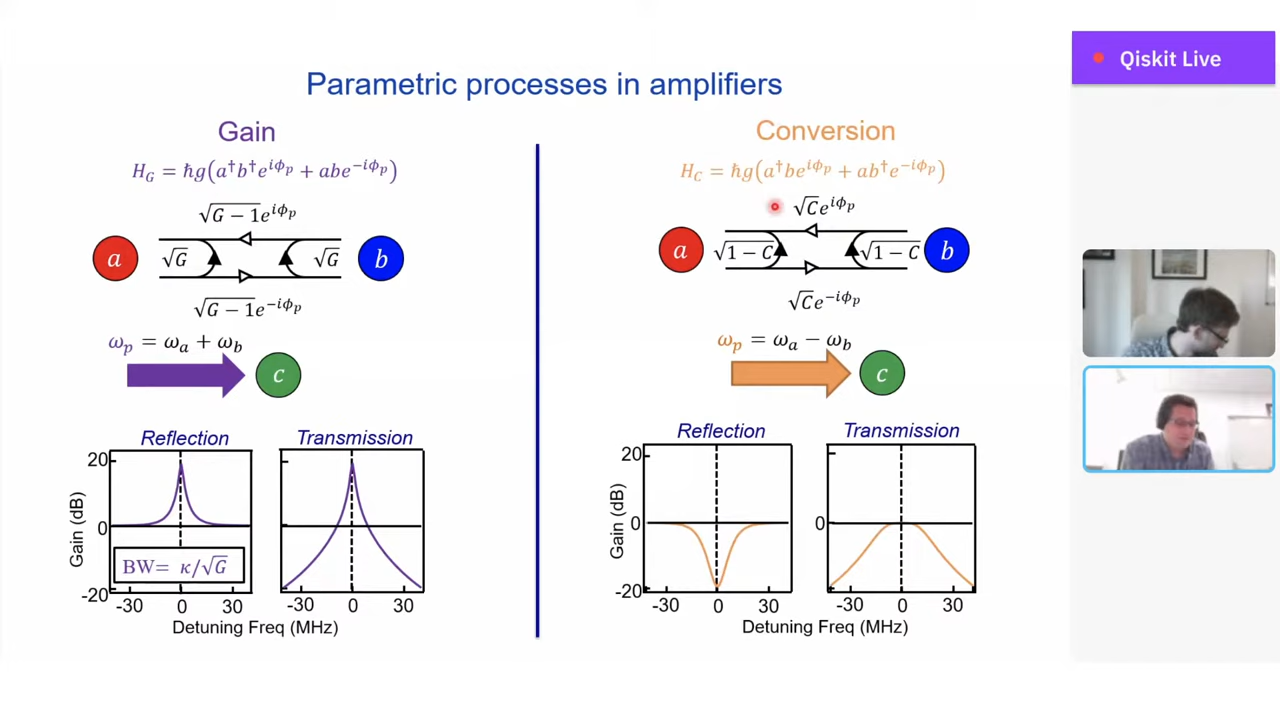 Qiskit Live
Parametric processes in amplifiers
Gain
H_G = ħg(a†b†e^{iϕ_p} + abe^{−iϕ_p})
√G − 1e^{iϕ_p}
a
√G
√G
b
√G − 1e^{−iϕ_p}
ω_p = ω_a + ω_b
c
Reflection
Transmission
20
0
-20
Gain (dB)
BW= κ/√G
-30 0 30
-30 0 30
Detuning Freq (MHz)
Conversion
H_C = ħg(a†be^{iϕ_p} + ab†e^{−iϕ_p})
√Ce^{iϕ_p}
a
√1 − C
√1 − C
b
√Ce^{−iϕ_p}
ω_p = ω_a − ω_b
c
Reflection
Transmission
20
0
-20
Gain (dB)
0
-30 0 30
-30 0 30
Detuning Freq (MHz)